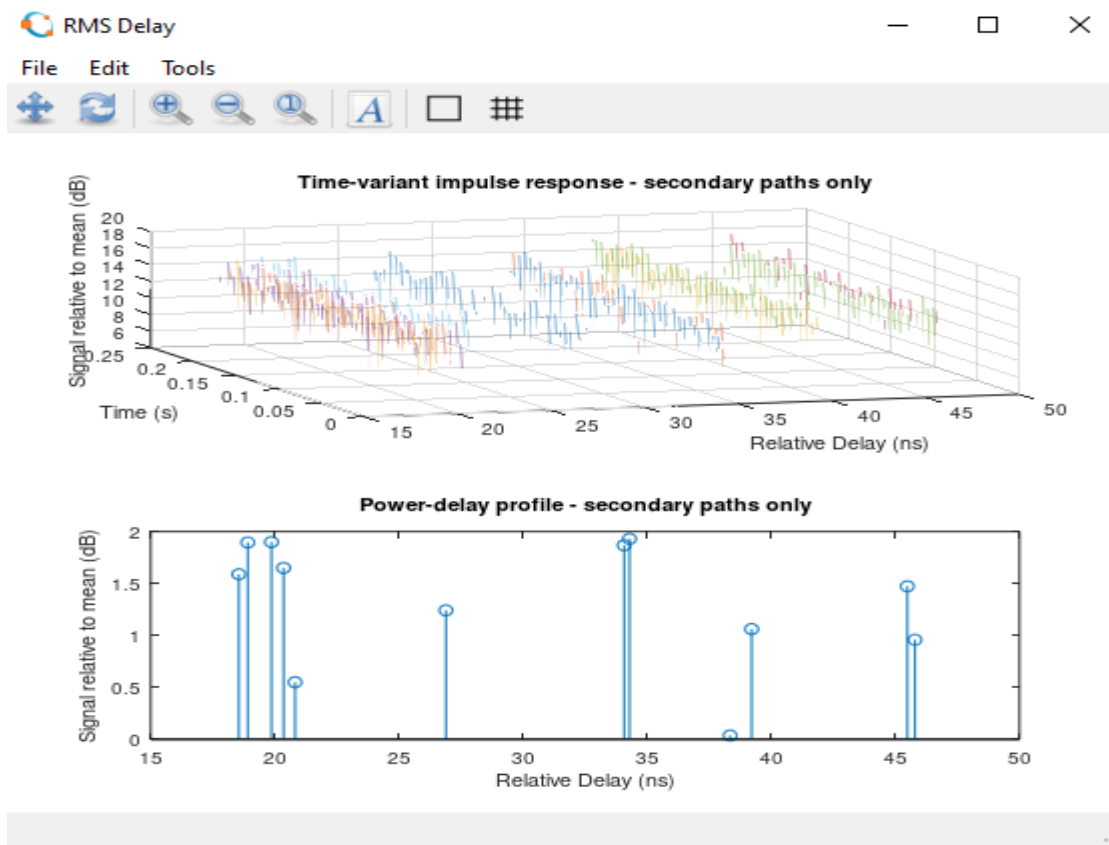 RMS Delay
File Edit Tools
A
Time-variant impulse response - secondary paths only
Signal relative to mean (dB)
20
18
16
14
12
10
8
6
0.25
0.2
0.15
0.1
0.05
0
Time (s)
15 20 25 30 35 40 45 50
Relative Delay (ns)
Power-delay profile - secondary paths only
Signal relative to mean (dB)
2
1.5
1
0.5
0
15 20 25 30 35 40 45 50
Relative Delay (ns)